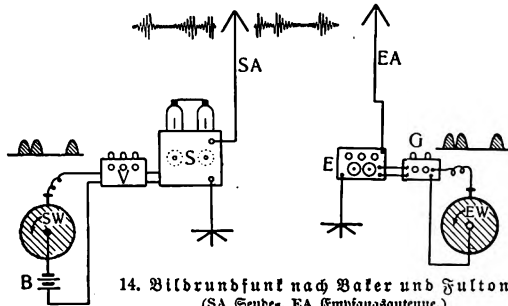 SA
EA
S
V
SW
B
E
G
EW
14. Bildrundfunk nach Baker und Fulton
(SA Sende-, EA Empfangsantenne.)